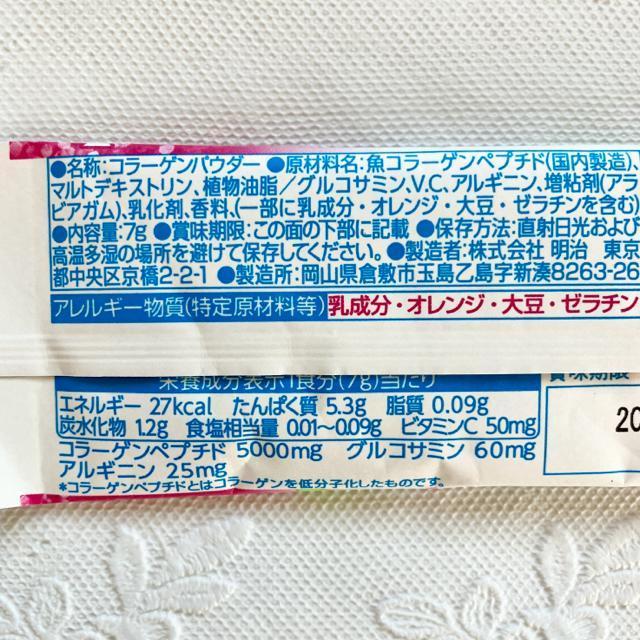 ●名称:コラーゲンパウダー ●原材料名:魚コラーゲンペプチド(国内製造)、
マルトデキストリン、植物油脂/グルコサミン、V.C、アルギニン、増粘剤(アラ
ビアガム)、乳化剤、香料、(一部に乳成分・オレンジ・大豆・ゼラチンを含む)
●内容量:7g ●賞味期限:この面の下部に記載 ●保存方法:直射日光および
高温多湿の場所を避けて保存してください。 ●製造者:株式会社 明治 東京
都中央区京橋2-2-1 ●製造所:岡山県倉敷市玉島乙島字新湊8263-26
アレルギー物質(特定原材料等) 乳成分・オレンジ・大豆・ゼラチン
栄養成分表示1食分(7g)当たり
エネルギー 27kcal たんぱく質 5.3g 脂質 0.09g
炭水化物 1.2g 食塩相当量 0.01〜0.09g ビタミンC 50mg
コラーゲンペプチド 5000mg グルコサミン 60mg
アルギニン 25mg
*コラーゲンペプチドとはコラーゲンを低分子化したものです。
賞味期限
20